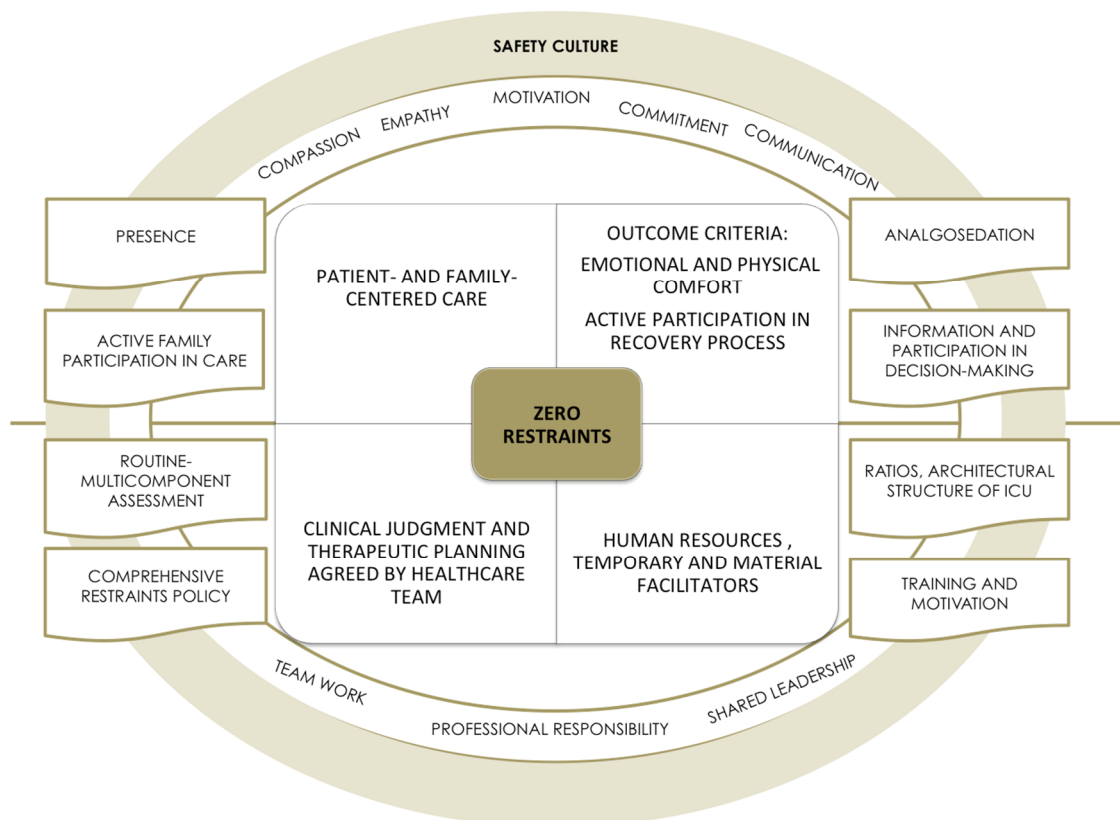 SAFETY CULTURE
COMPASSION
EMPATHY
MOTIVATION
COMMITMENT
COMMUNICATION
PRESENCE
ACTIVE FAMILY
PARTICIPATION IN CARE
PATIENT- AND FAMILY-
CENTERED CARE
OUTCOME CRITERIA:
EMOTIONAL AND PHYSICAL
COMFORT
ACTIVE PARTICIPATION IN
RECOVERY PROCESS
ANALGOSEDATION
INFORMATION AND
PARTICIPATION IN
DECISION-MAKING
ZERO
RESTRAINTS
ROUTINE-
MULTICOMPONENT
ASSESSMENT
COMPREHENSIVE
RESTRAINTS POLICY
CLINICAL JUDGMENT AND
THERAPEUTIC PLANNING
AGREED BY HEALTHCARE
TEAM
HUMAN RESOURCES ,
TEMPORARY AND MATERIAL
FACILITATORS
RATIOS, ARCHITECTURAL
STRUCTURE OF ICU
TRAINING AND
MOTIVATION
TEAM WORK
PROFESSIONAL RESPONSIBILITY
SHARED LEADERSHIP